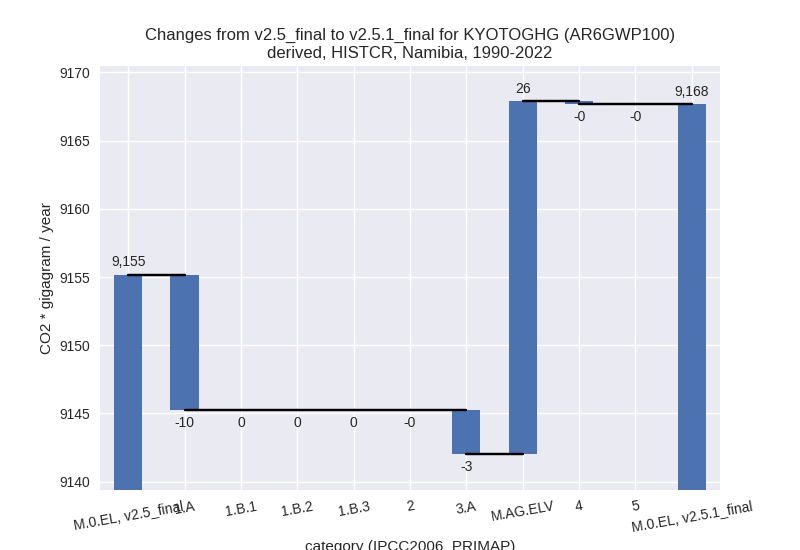 Changes from v2.5_final to v2.5.1_final for KYOTOGHG (AR6GWP100)
derived, HISTCR, Namibia, 1990-2022
CO2 * gigagram / year
9170
9165
9160
9155
9150
9145
9140
9,155
-10
0
0
0
-0
-3
26
-0
-0
9,168
M.0.EL, v2.5_final
1.A
1.B.1
1.B.2
1.B.3
2
3.A
M.AG.ELV
4
5
M.0.EL, v2.5.1_final
category (IPCC2006_PRIMAP)